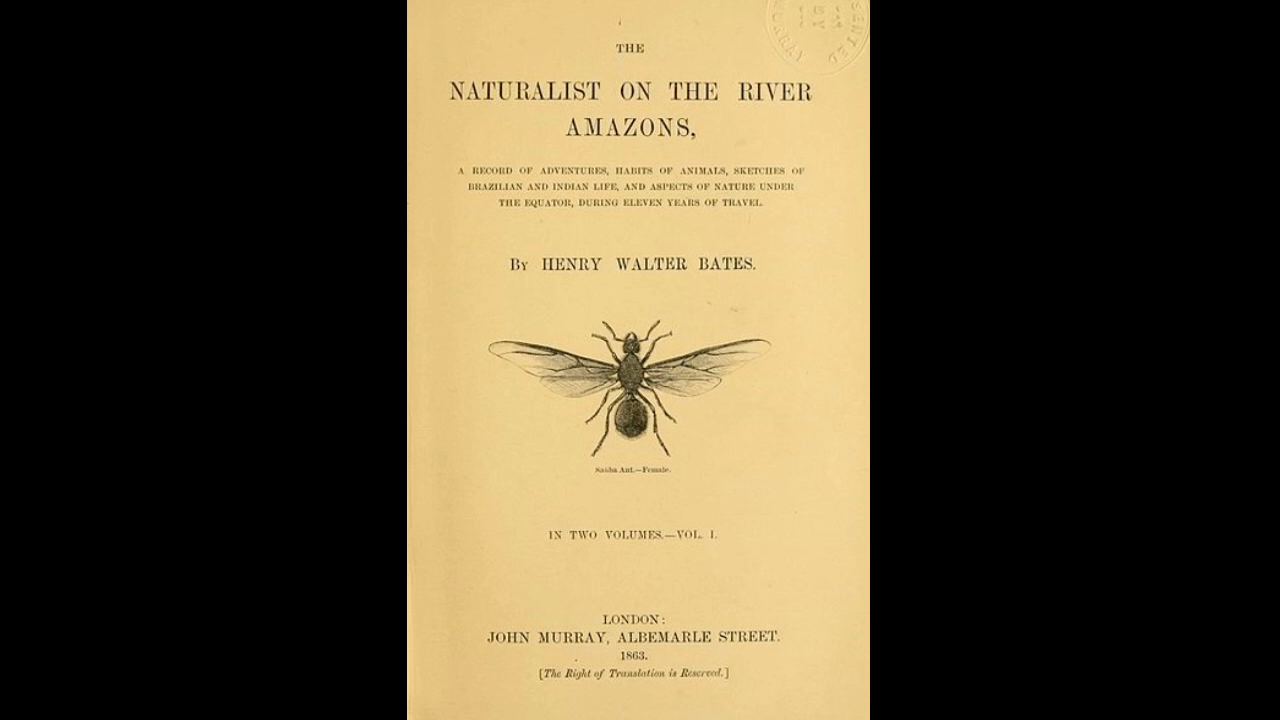 THE
NATURALIST ON THE RIVER
AMAZONS,
A RECORD OF ADVENTURES, HABITS OF ANIMALS, SKETCHES OF
BRAZILIAN AND INDIAN LIFE, AND ASPECTS OF NATURE UNDER
THE EQUATOR, DURING ELEVEN YEARS OF TRAVEL.
By HENRY WALTER BATES.
Saüba Ant.—Female.
IN TWO VOLUMES.—VOL. I.
LONDON:
JOHN MURRAY, ALBEMARLE STREET.
1863.
[The Right of Translation is Reserved.]